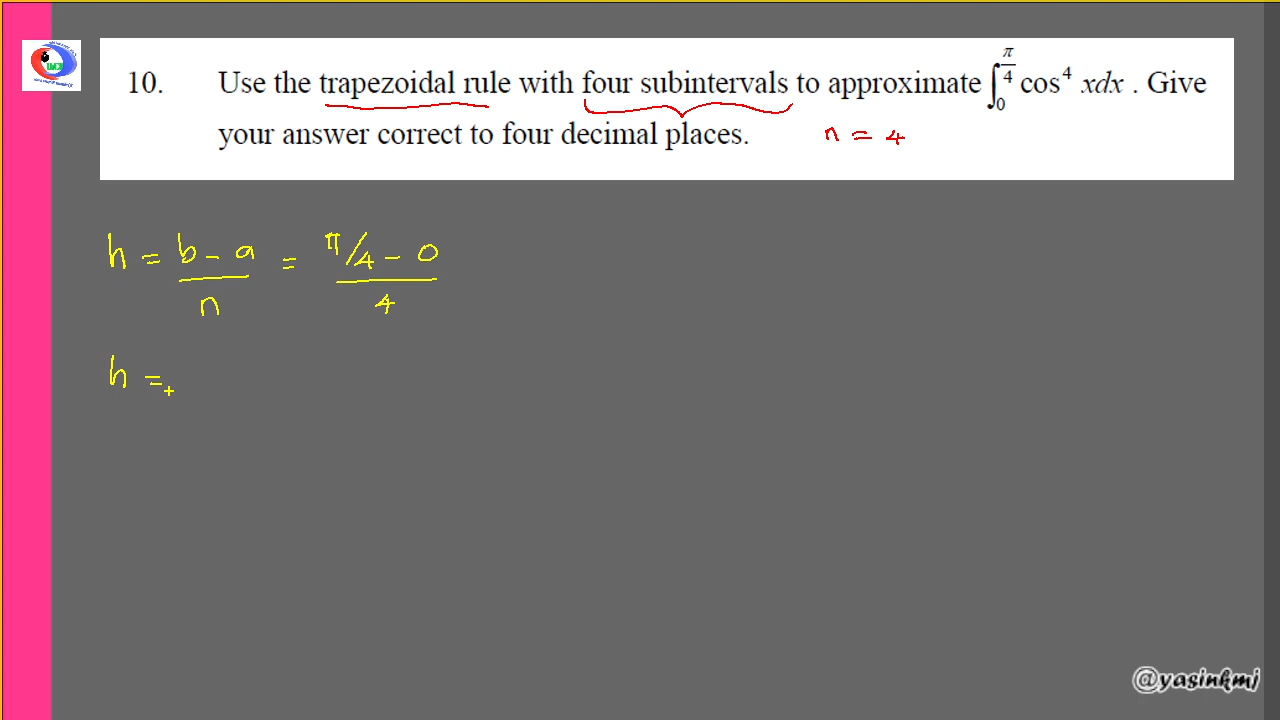 10. Use the trapezoidal rule with four subintervals to approximate ∫₀^(π/4) cos⁴ xdx . Give
your answer correct to four decimal places. n = 4
h = (b - a)/n = (π/4 - 0)/4
h =
@yasinkmj